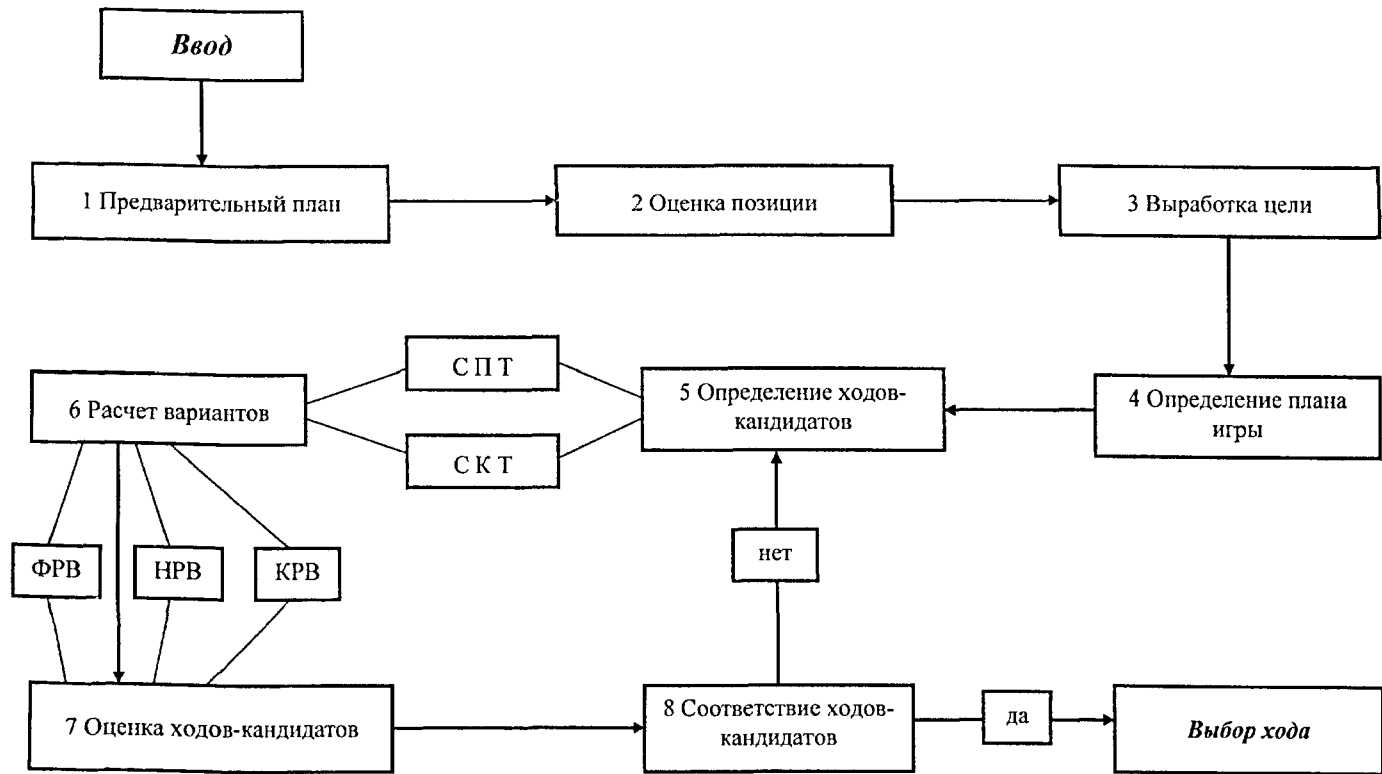 Ввод
1 Предварительный план
2 Оценка позиции
3 Выработка цели
4 Определение плана
игры
5 Определение ходов-
кандидатов
С П Т
С К Т
6 Расчет вариантов
ФРВ
НРВ
КРВ
7 Оценка ходов-кандидатов
8 Соответствие ходов-
кандидатов
нет
да
Выбор хода